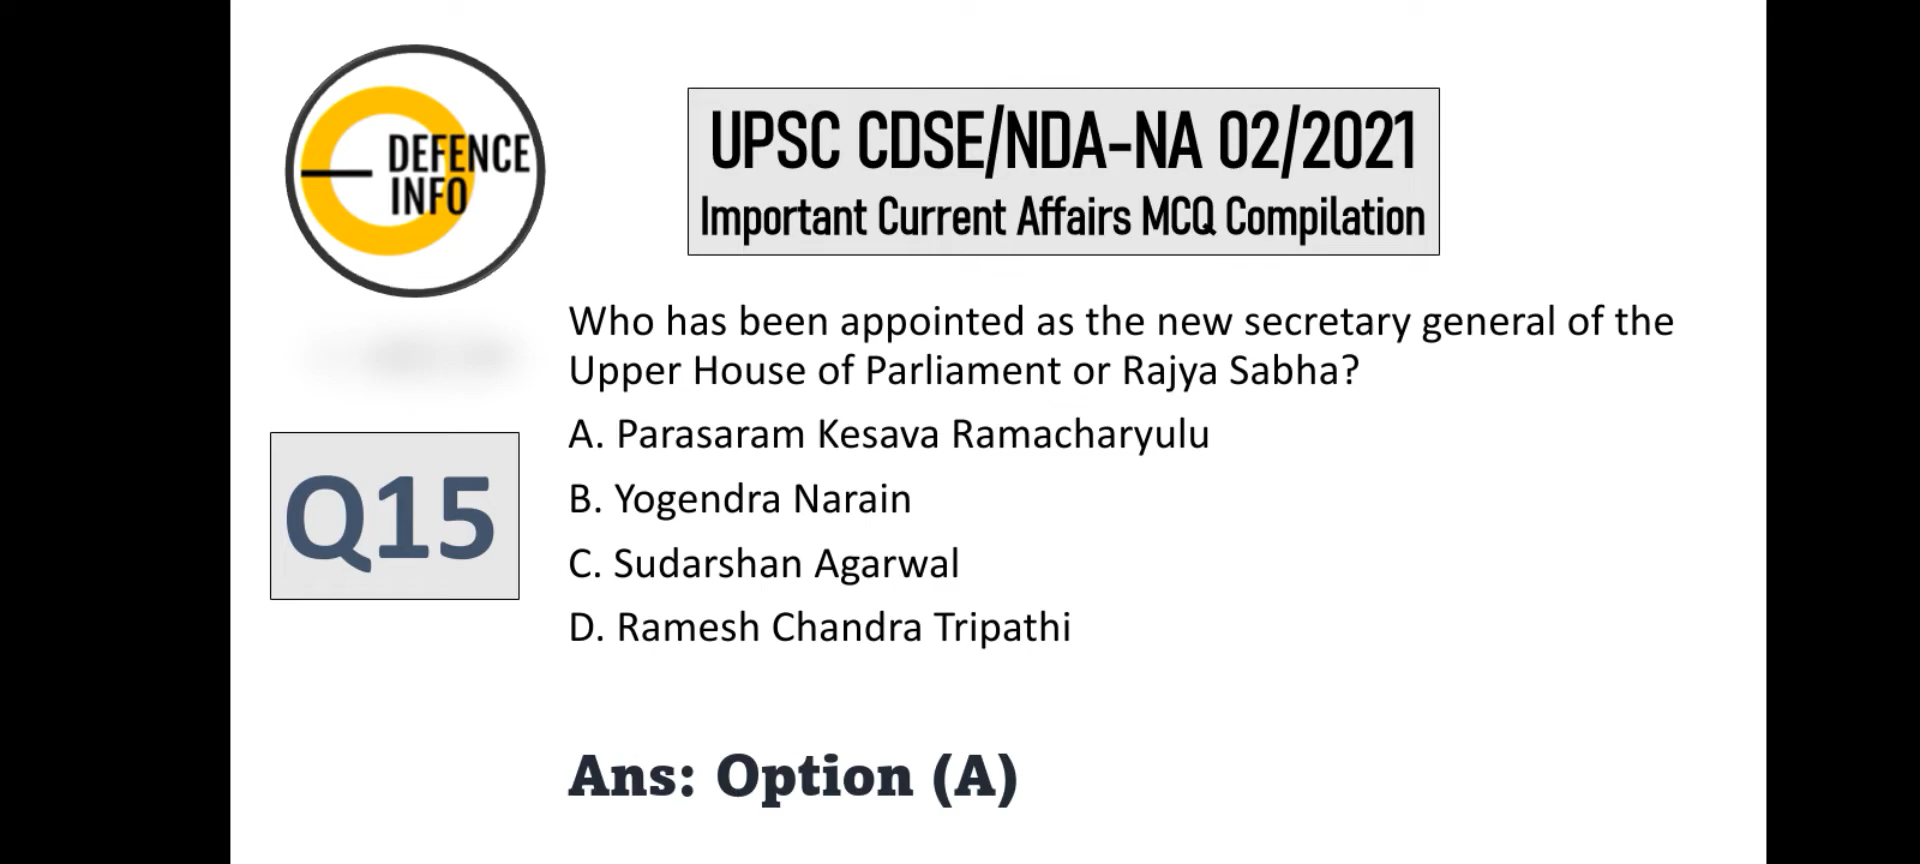 DEFENCE
INFO
UPSC CDSE/NDA-NA 02/2021
Important Current Affairs MCQ Compilation
Who has been appointed as the new secretary general of the
Upper House of Parliament or Rajya Sabha?
A. Parasaram Kesava Ramacharyulu
Q15
B. Yogendra Narain
C. Sudarshan Agarwal
D. Ramesh Chandra Tripathi
Ans: Option (A)